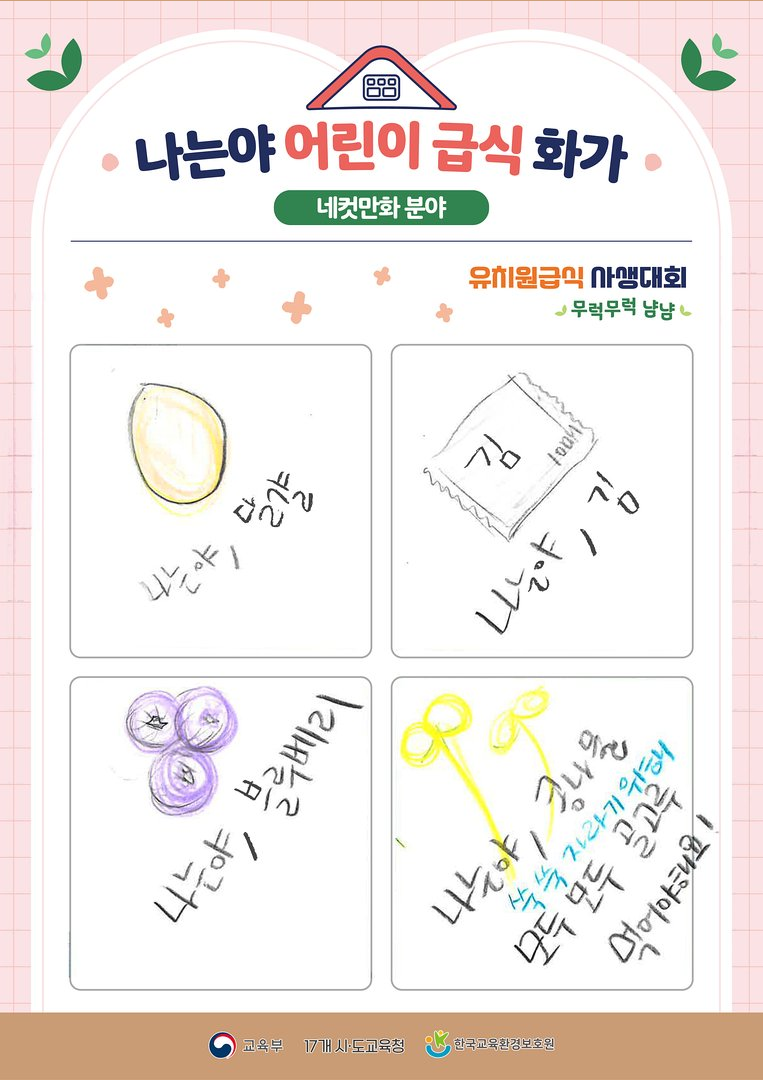 나는야 어린이 급식 화가
네컷만화 분야
유치원급식 사생대회
무럭무럭 냠냠
달걀
나는야!
김
100%
나는야!
김
블루베리
나는야!
나는야! 콩나물
쑥쑥 자라기 위해
모두모두 골고루
먹어야해요!
교육부 17개 시·도교육청 한국교육환경보호원